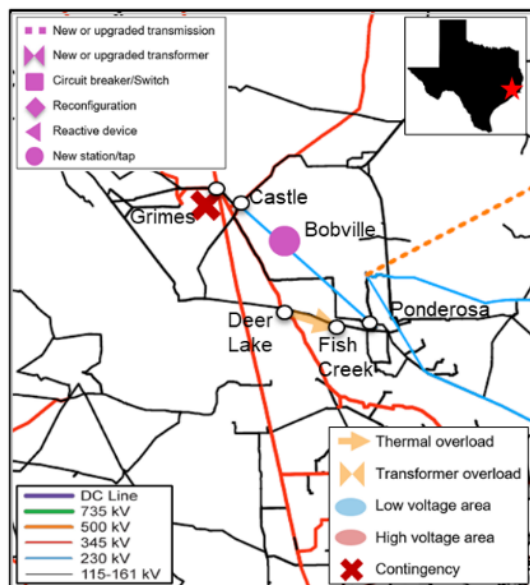 New or upgraded transmission
New or upgraded transformer
Circuit breaker/Switch
Reconfiguration
Reactive device
New station/tap
Grimes
Castle
Bobville
Deer
Lake
Fish
Creek
Ponderosa
DC Line
735 kV
500 kV
345 kV
230 kV
115-161 kV
Thermal overload
Transformer overload
Low voltage area
High voltage area
Contingency